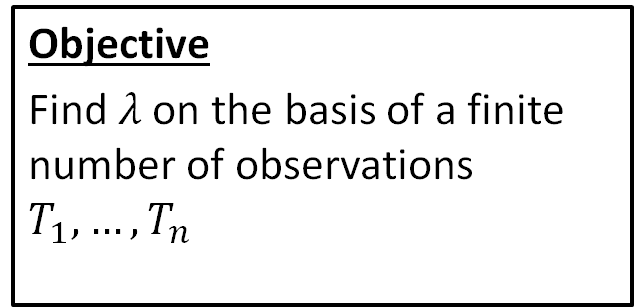 Objective
Find λ on the basis of a finite
number of observations
T₁, …, Tₙ